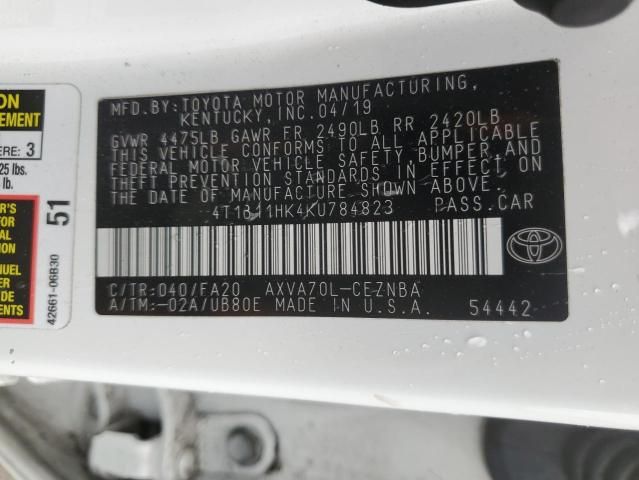 MFD.BY: TOYOTA MOTOR MANUFACTURING,
KENTUCKY, INC. 04/19
GVWR 4475LB GAWR FR 2490LB RR 2420LB
THIS VEHICLE CONFORMS TO ALL APPLICABLE
FEDERAL MOTOR VEHICLE SAFETY, BUMPER, AND
THEFT PREVENTION STANDARDS IN EFFECT ON
THE DATE OF MANUFACTURE SHOWN ABOVE.
4T1B11HK4KU784823 PASS.CAR
C/TR: 040/FA20 AXVA70L-CEZNBA
A/TM: -02A/UB80E MADE IN U.S.A. 54442
ERE: 3
25 lbs.
lb.
51
42661-06B30